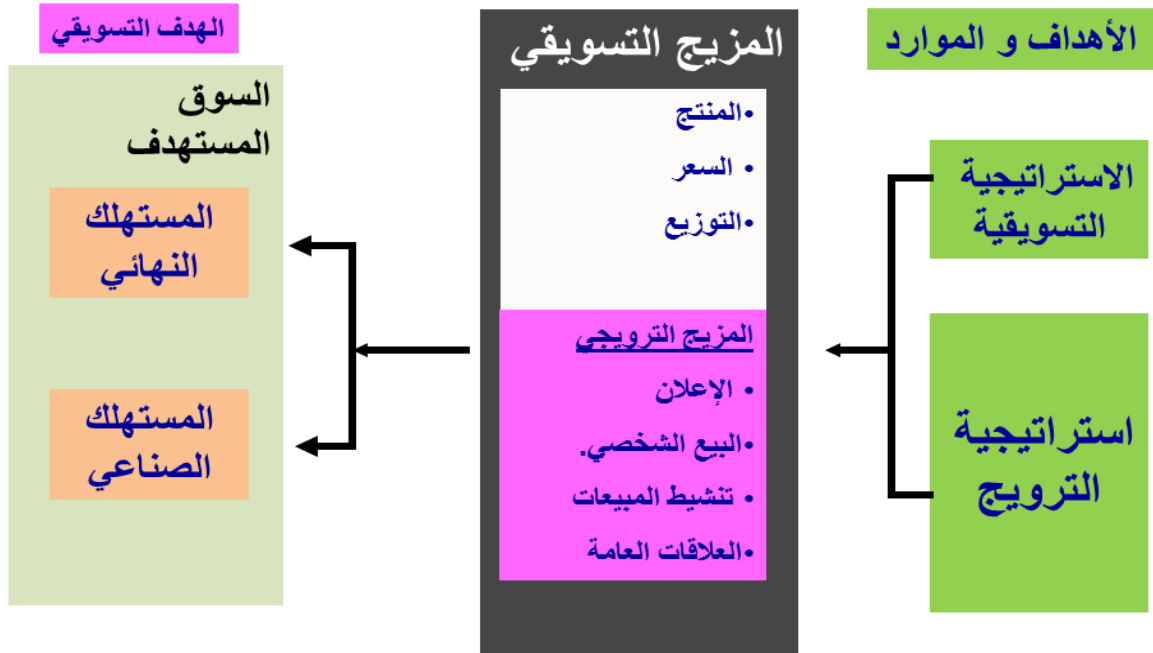 الأهداف و الموارد
الاستراتيجية
التسويقية
استراتيجية
الترويج
المزيج التسويقي
•المنتج
• السعر
•التوزيع
المزيج الترويجي
• الإعلان
•البيع الشخصي.
• تنشيط المبيعات
•العلاقات العامة
الهدف التسويقي
السوق
المستهدف
المستهلك
النهائي
المستهلك
الصناعي